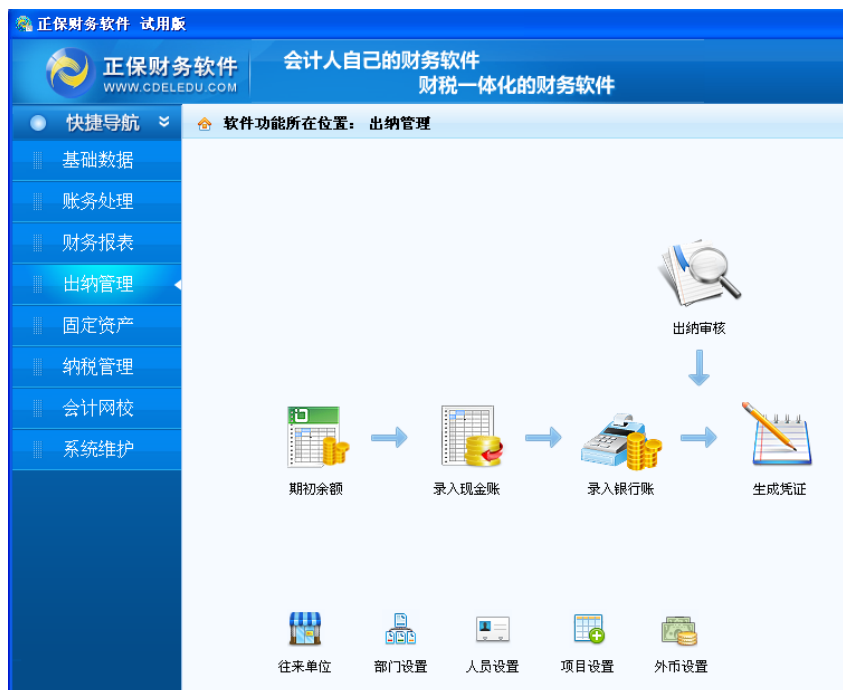 正保财务软件 试用版
正保财务软件
WWW.CDELEDU.COM
会计人自己的财务软件
财税一体化的财务软件
快捷导航
软件功能所在位置: 出纳管理
基础数据
账务处理
财务报表
出纳管理
固定资产
纳税管理
会计网校
系统维护
出纳审核
期初余额
录入现金账
录入银行账
生成凭证
往来单位
部门设置
人员设置
项目设置
外币设置